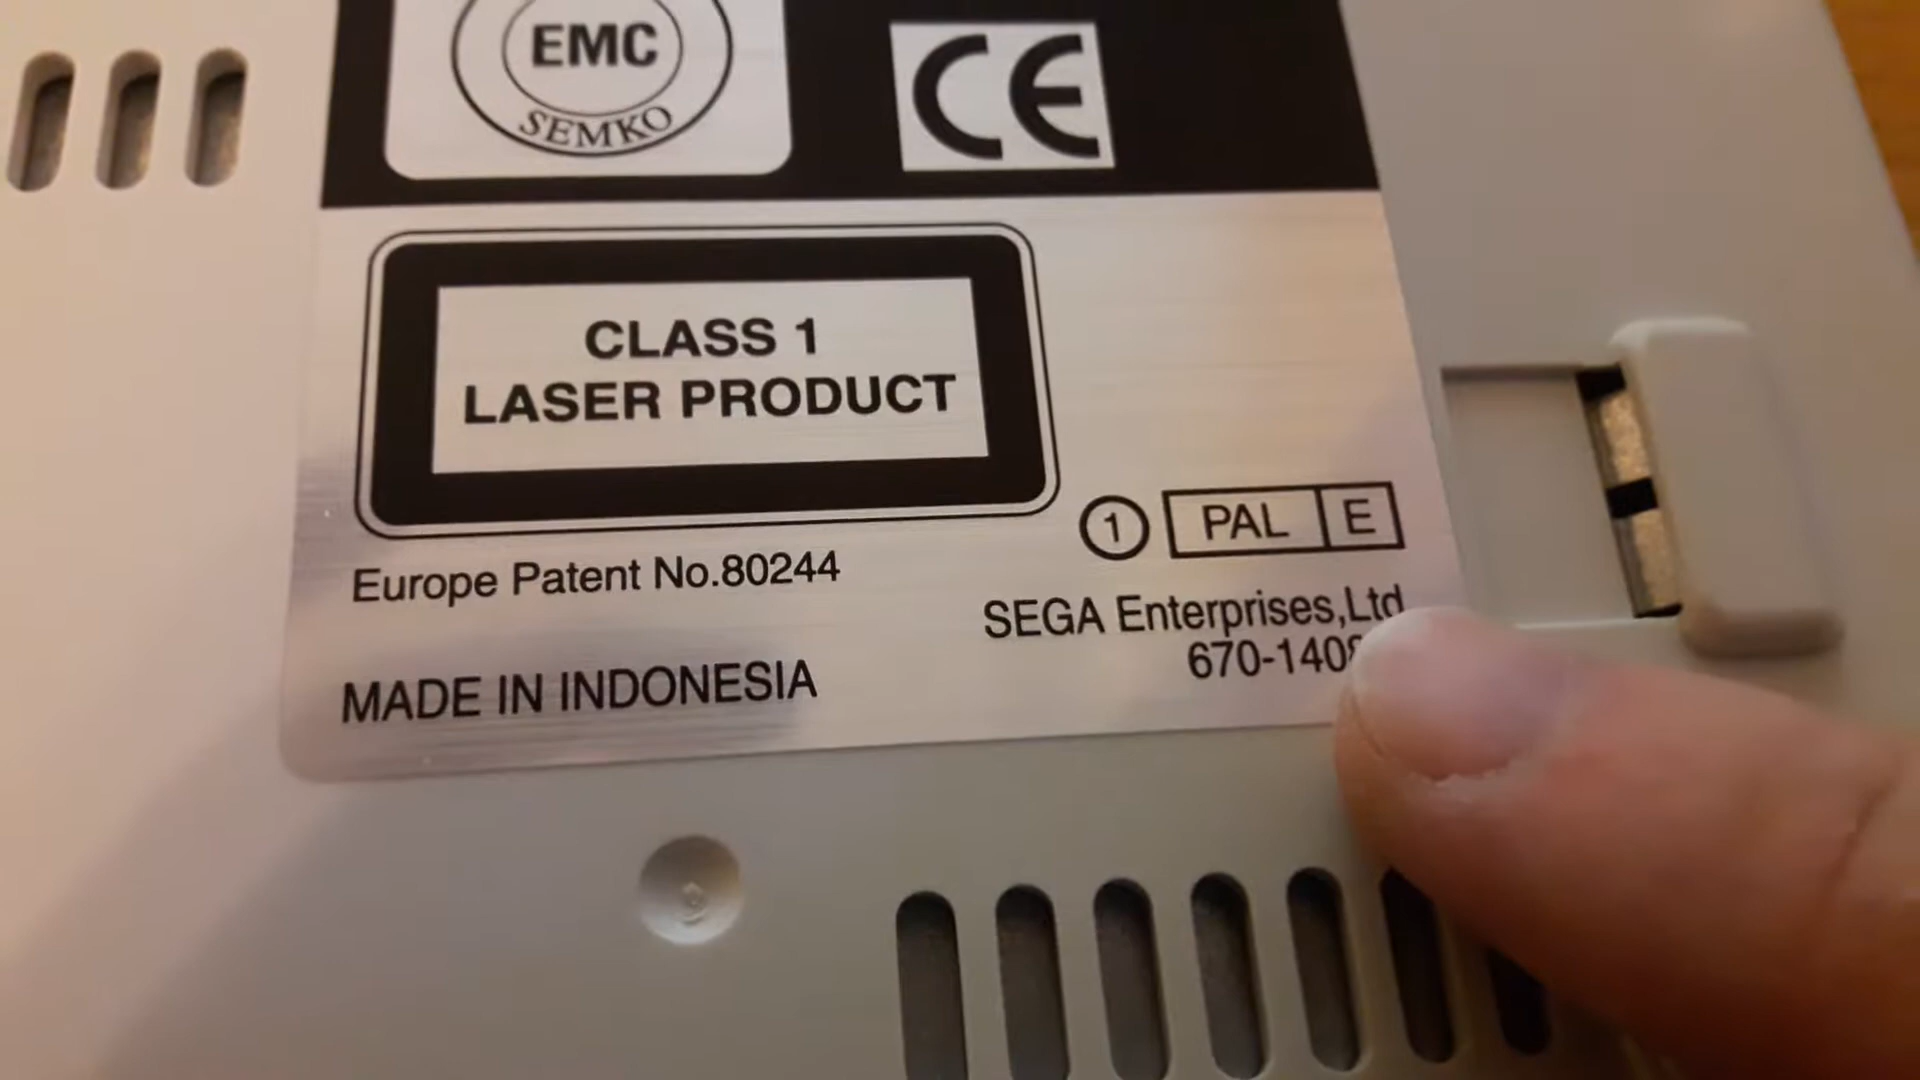 EMC
SEMKO
CE
CLASS 1
LASER PRODUCT
1 PAL E
Europe Patent No.80244
SEGA Enterprises,Ltd
MADE IN INDONESIA